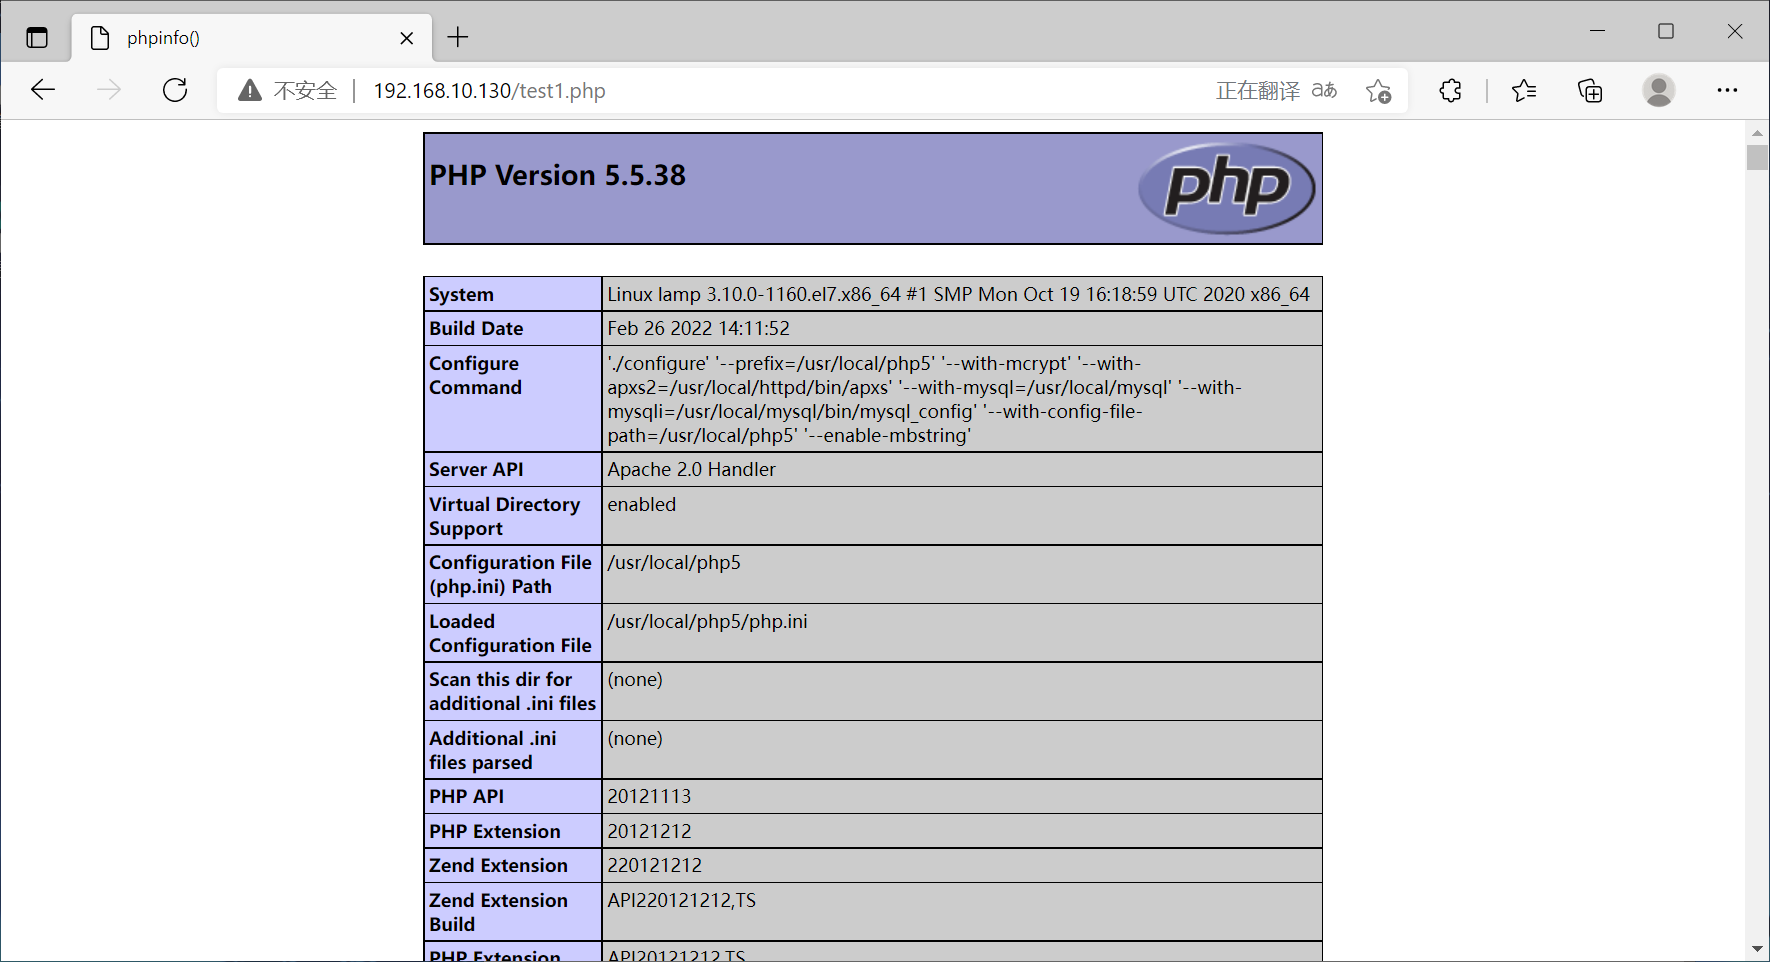 phpinfo()
不安全
192.168.10.130/test1.php
正在翻译 aあ
PHP Version 5.5.38
php
System Linux lamp 3.10.0-1160.el7.x86_64 #1 SMP Mon Oct 19 16:18:59 UTC 2020 x86_64
Build Date Feb 26 2022 14:11:52
Configure Command
'./configure' '--prefix=/usr/local/php5' '--with-mcrypt' '--with-
apxs2=/usr/local/httpd/bin/apxs' '--with-mysql=/usr/local/mysql' '--with-
mysqli=/usr/local/mysql/bin/mysql_config' '--with-config-file-
path=/usr/local/php5' '--enable-mbstring'
Server API Apache 2.0 Handler
Virtual Directory
Support
enabled
Configuration File
(php.ini) Path
/usr/local/php5
Loaded
Configuration File
/usr/local/php5/php.ini
Scan this dir for
additional .ini files
(none)
Additional .ini
files parsed
(none)
PHP API 20121113
PHP Extension 20121212
Zend Extension 220121212
Zend Extension
Build
API220121212,TS
PHP Extension API20121212,TS